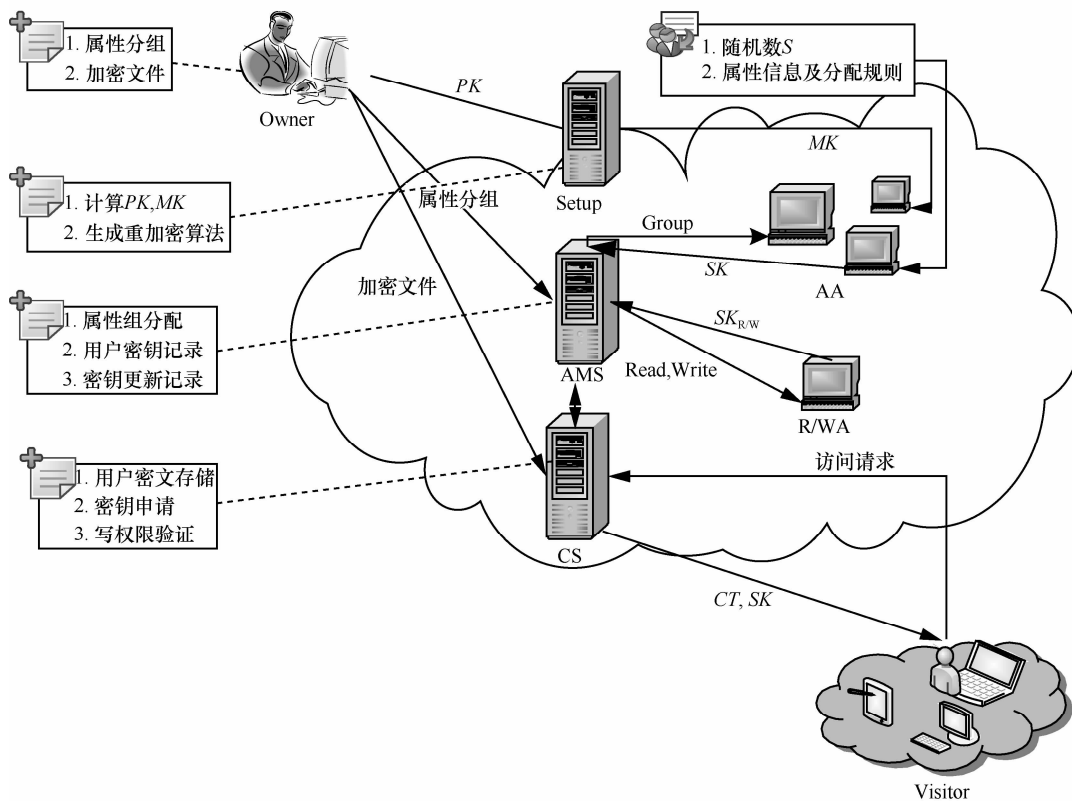 1. 属性分组
2. 加密文件
Owner
1. 随机数S
2. 属性信息及分配规则
PK
MK
1. 计算PK,MK
2. 生成重加密算法
属性分组
Setup
Group
SK
AA
加密文件
1. 属性组分配
2. 用户密钥记录
3. 密钥更新记录
SK_R/W
AMS
Read,Write
R/WA
1. 用户密文存储
2. 密钥申请
3. 写权限验证
访问请求
CS
CT, SK
Visitor